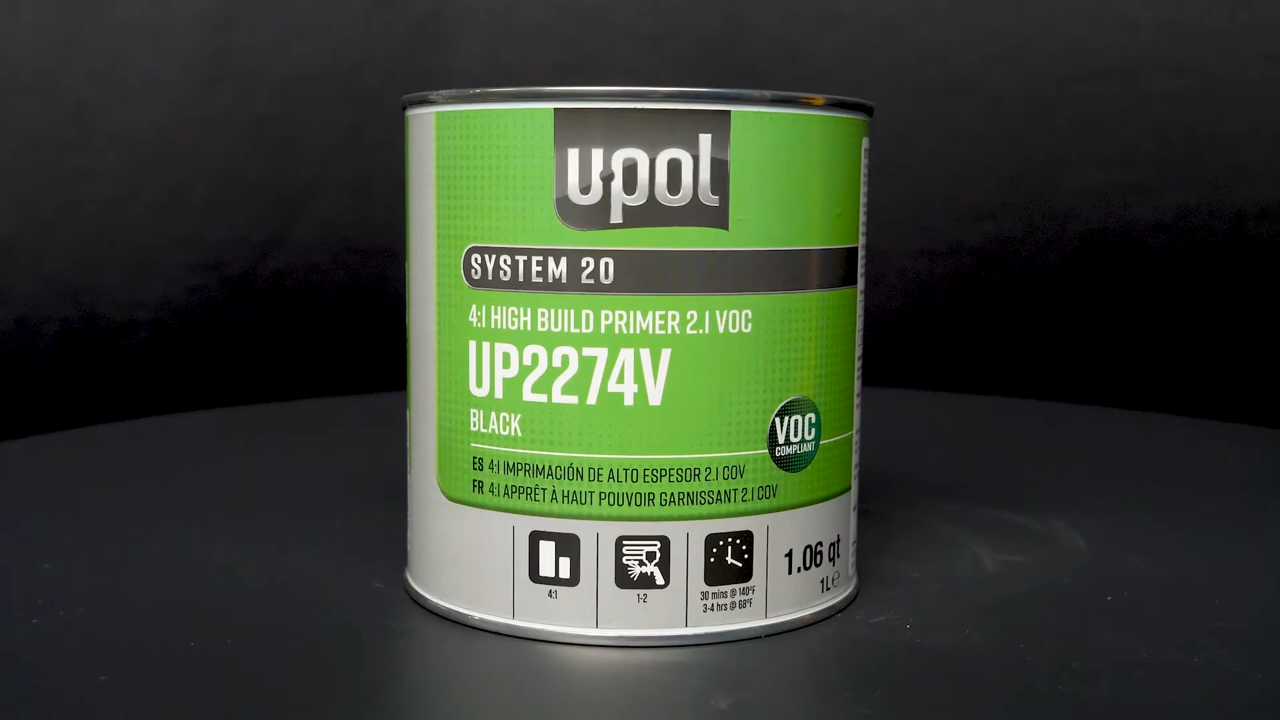 upol
SYSTEM 20
4:1 HIGH BUILD PRIMER 2.1 VOC
UP2274V
BLACK
VOC
COMPLIANT
ES 4:1 IMPRIMACIÓN DE ALTO ESPESOR 2.1 COV
FR 4:1 APPRÊT À HAUT POUVOIR GARNISSANT 2.1 COV
4:1
1-2
30 mins @ 140°F
3-4 hrs @ 68°F
1.06 qt
1L℮